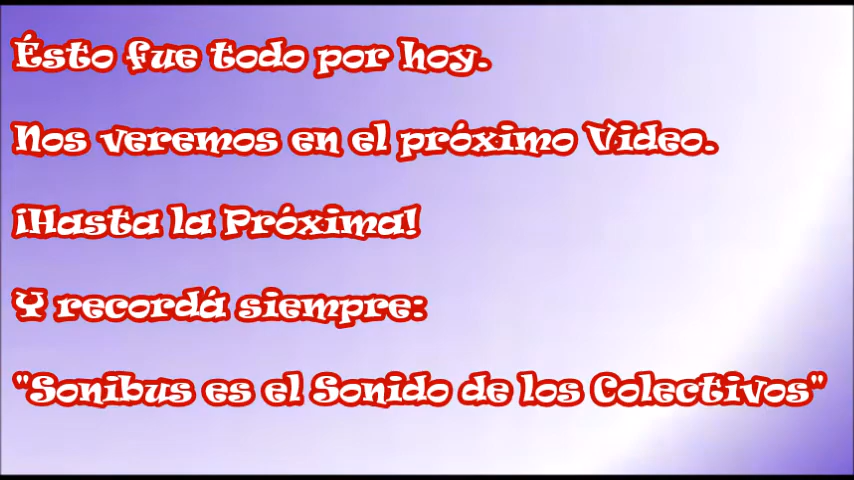 Ésto fue todo por hoy.
Nos veremos en el próximo Video.
¡Hasta la Próxima!
Y recordá siempre:
"Sonibus es el Sonido de los Colectivos"